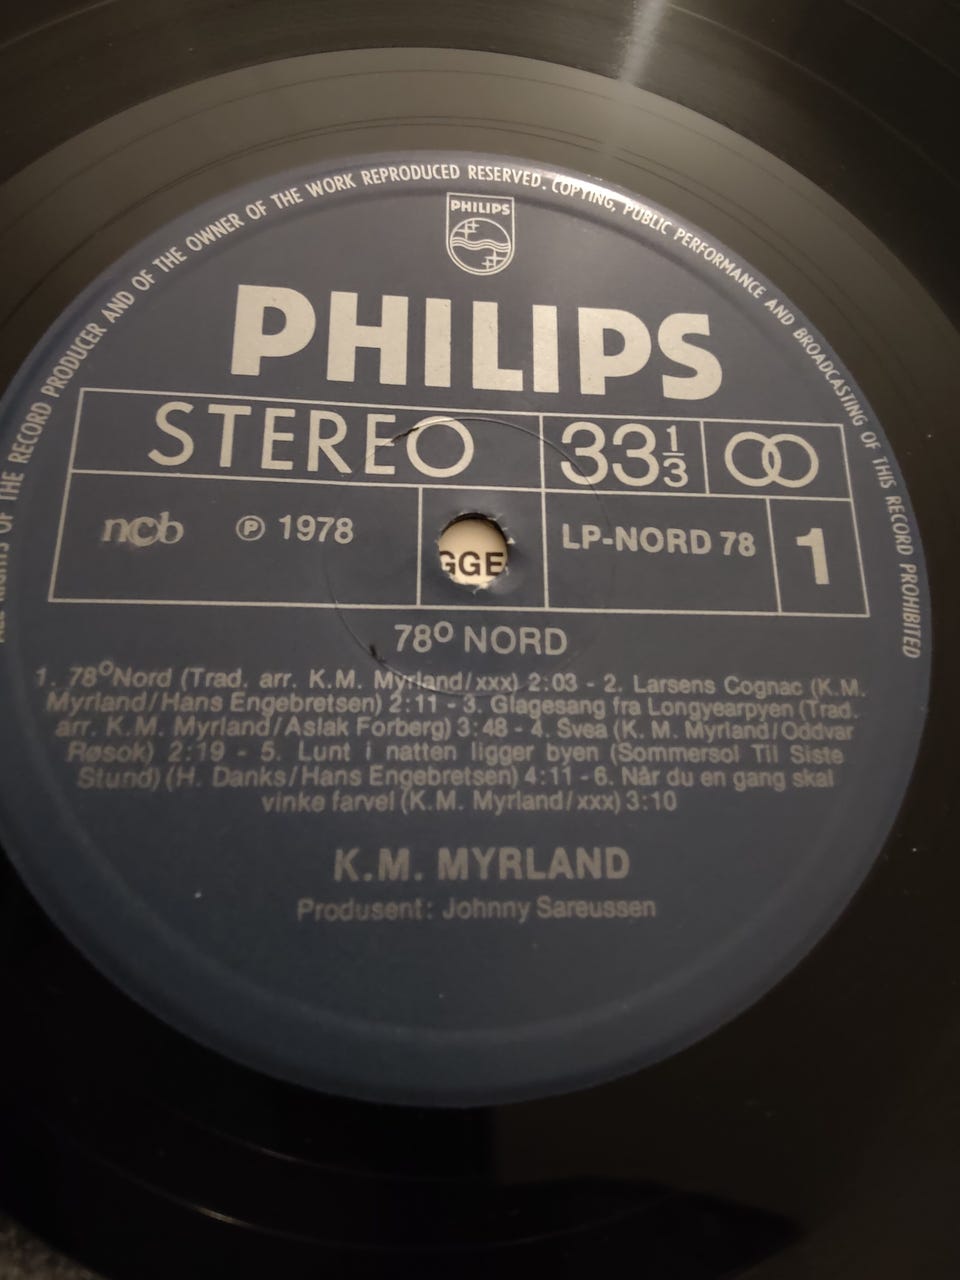 ALL RIGHTS OF THE RECORD PRODUCER AND OF THE OWNER OF THE WORK REPRODUCED RESERVED. COPYING, PUBLIC PERFORMANCE AND BROADCASTING OF THIS RECORD PROHIBITED
PHILIPS
PHILIPS
STEREO
33 1/3
ncb ℗ 1978
GGE
LP-NORD 78
1
78º NORD
1. 78ºNord (Trad. arr. K.M. Myrland/xxx) 2:03 - 2. Larsens Cognac (K.M.
Myrland/Hans Engebretsen) 2:11 - 3. Glagesang fra Longyearpyen (Trad.
arr. K.M. Myrland/Aslak Forberg) 3:48 - 4. Svea (K. M. Myrland/Oddvar
Røsok) 2:19 - 5. Lunt i natten ligger byen (Sommersol Til Siste
Stund) (H. Danks/Hans Engebretsen) 4:11 - 6. Når du en gang skal
vinke farvel (K.M. Myrland/xxx) 3:10
K.M. MYRLAND
Produsent: Johnny Sareussen